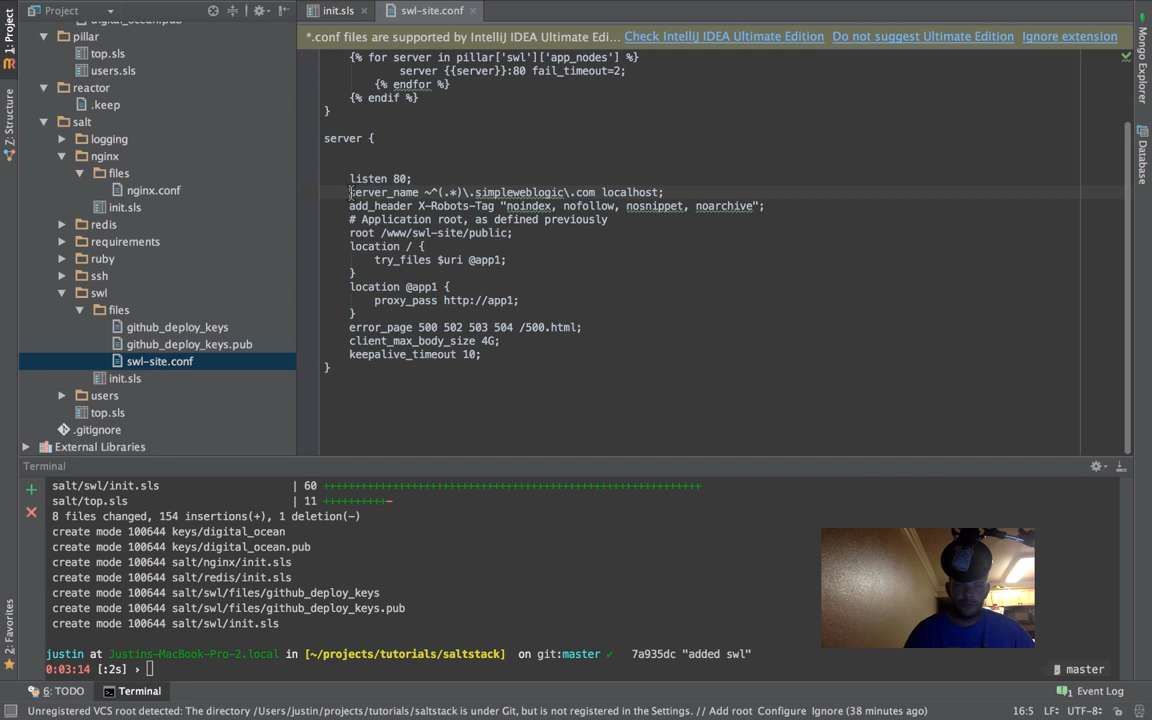 Project
init.sls
swl-site.conf
*.conf files are supported by IntelliJ IDEA Ultimate Edi...
Check IntelliJ IDEA Ultimate Edition
Do not suggest Ultimate Edition
Ignore extension
1: Project
Z: Structure
2: Favorites
Mongo Explorer
Database
digital_ocean.pub
pillar
top.sls
users.sls
reactor
.keep
salt
logging
nginx
files
nginx.conf
init.sls
redis
requirements
ruby
ssh
swl
files
github_deploy_keys
github_deploy_keys.pub
swl-site.conf
init.sls
users
top.sls
.gitignore
External Libraries
{% for server in pillar['swl']['app_nodes'] %}
server {{server}}:80 fail_timeout=2;
{% endfor %}
{% endif %}
}
server {
listen 80;
server_name ~^(.*)\.simpleweblogic\.com localhost;
add_header X-Robots-Tag "noindex, nofollow, nosnippet, noarchive";
# Application root, as defined previously
root /www/swl-site/public;
location / {
try_files $uri @app1;
}
location @app1 {
proxy_pass http://app1;
}
error_page 500 502 503 504 /500.html;
client_max_body_size 4G;
keepalive_timeout 10;
}
Terminal
salt/swl/init.sls | 60 ++++++++++++++++++++++++++++++++++++++++++++++++++++++++++++
salt/top.sls | 11 ++++++++++-
8 files changed, 154 insertions(+), 1 deletion(-)
create mode 100644 keys/digital_ocean
create mode 100644 keys/digital_ocean.pub
create mode 100644 salt/nginx/init.sls
create mode 100644 salt/redis/init.sls
create mode 100644 salt/swl/files/github_deploy_keys
create mode 100644 salt/swl/files/github_deploy_keys.pub
create mode 100644 salt/swl/init.sls
justin at Justins-MacBook-Pro-2.local in [~/projects/tutorials/saltstack] on git:master ✓ 7a935dc "added swl"
0:03:14 [:2s] ›
master
6: TODO
Terminal
1 Event Log
Unregistered VCS root detected: The directory /Users/justin/projects/tutorials/saltstack is under Git, but is not registered in the Settings. // Add root Configure Ignore (38 minutes ago)
16:5 LF÷ UTF-8÷